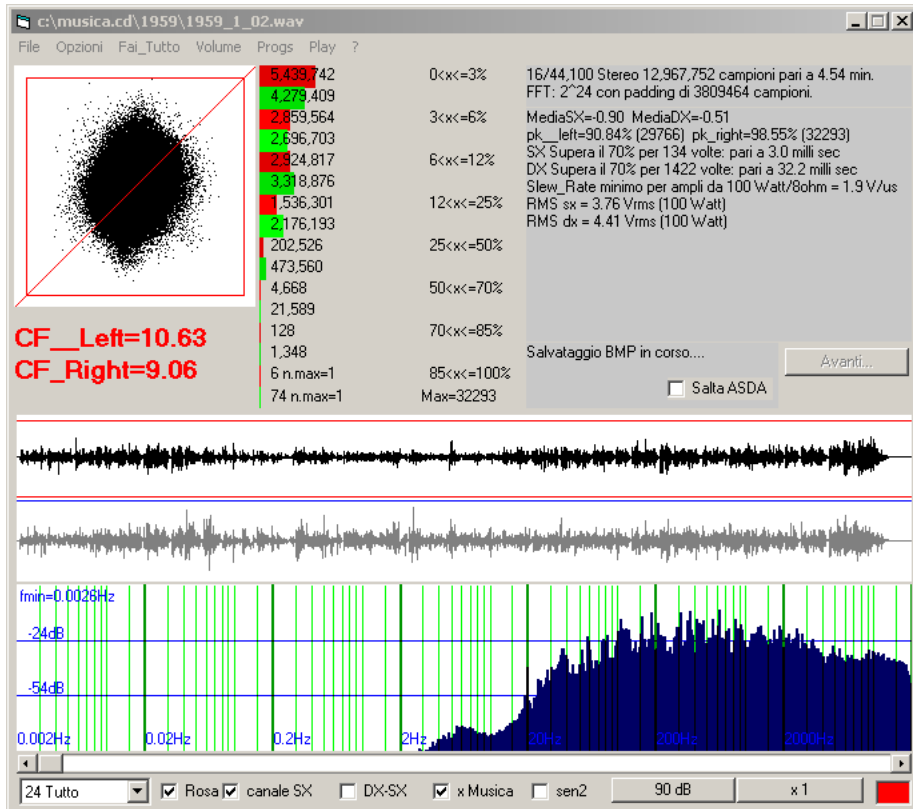 c:\musica.cd\1959\1959_1_02.wav
File Opzioni Fai_Tutto Volume Progs Play ?
5,439,742 0<x<=3%
4,279,409
2,859,564 3<x<=6%
2,696,703
2,924,817 6<x<=12%
3,318,876
1,536,301 12<x<=25%
2,176,193
202,526 25<x<=50%
473,560
4,668 50<x<=70%
21,589
128 70<x<=85%
1,348
6 n.max=1 85<x<=100%
74 n.max=1 Max=32293
16/44,100 Stereo 12,967,752 campioni pari a 4.54 min.
FFT: 2^24 con padding di 3809464 campioni.
MediaSX=-0.90 MediaDX=-0.51
pk__left=90.84% (29766) pk_right=98.55% (32293)
SX Supera il 70% per 134 volte: pari a 3.0 milli sec
DX Supera il 70% per 1422 volte: pari a 32.2 milli sec
Slew_Rate minimo per ampli da 100 Watt/8ohm = 1.9 V/us
RMS sx = 3.76 Vrms (100 Watt)
RMS dx = 4.41 Vrms (100 Watt)
CF__Left=10.63
CF_Right=9.06
Salvataggio BMP in corso....
Avanti...
Salta ASDA
fmin=0.0026Hz
-24dB
-54dB
0.002Hz 0.02Hz 0.2Hz 2Hz 20Hz 200Hz 2000Hz
24 Tutto Rosa canale SX DX-SX x Musica sen2 90 dB x 1